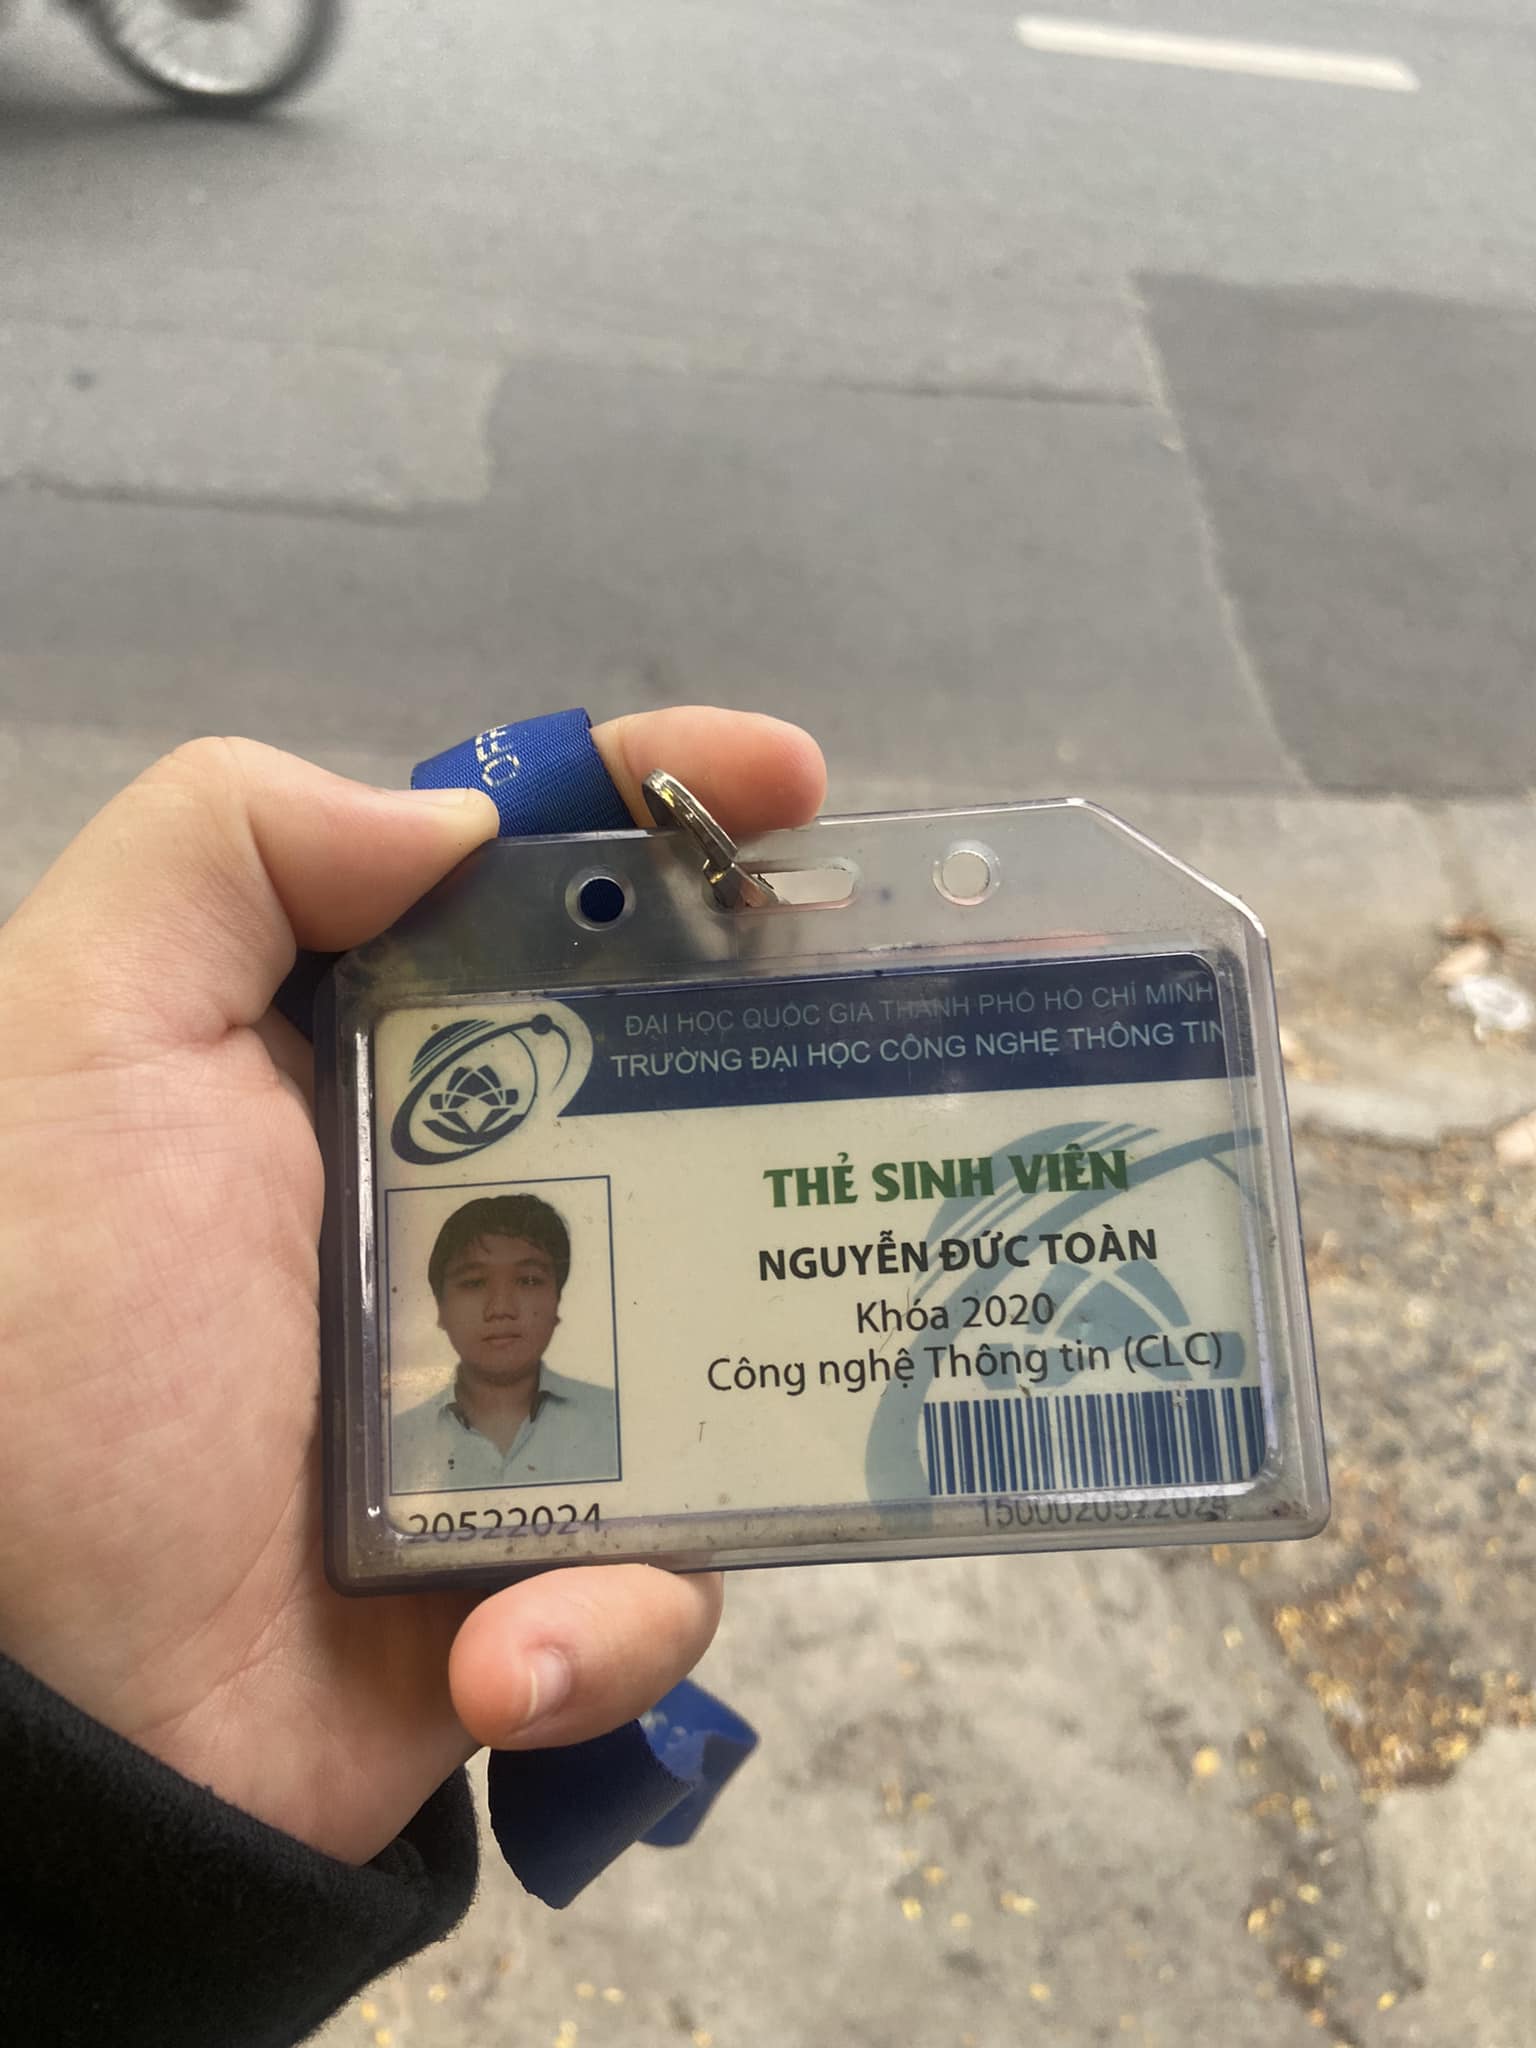 ĐẠI HỌC QUỐC GIA THÀNH PHỐ HỒ CHÍ MINH
TRƯỜNG ĐẠI HỌC CÔNG NGHỆ THÔNG TIN
THẺ SINH VIÊN
NGUYỄN ĐỨC TOÀN
Khóa 2020
Công nghệ Thông tin (CLC)
20522024
1500020522024